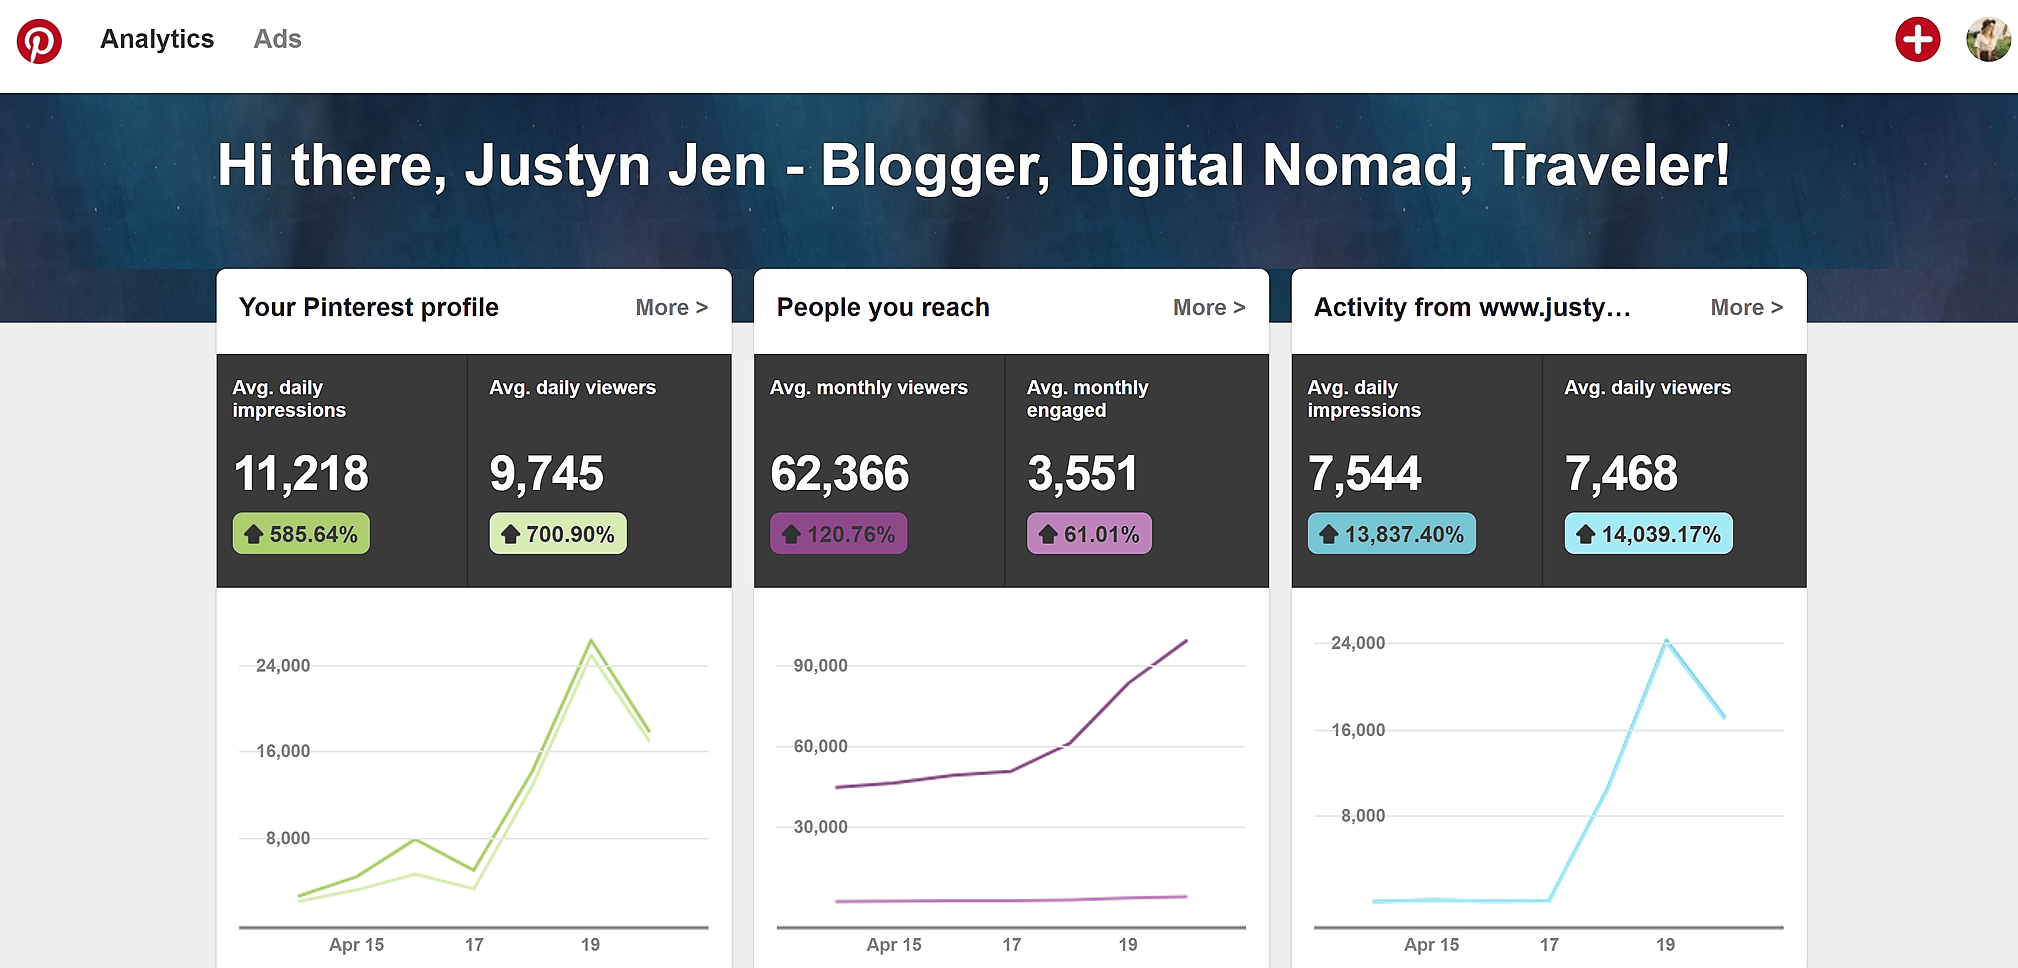 Analytics
Ads
Hi there, Justyn Jen - Blogger, Digital Nomad, Traveler!
Your Pinterest profile
More >
Avg. daily
impressions
11,218
585.64%
Avg. daily viewers
9,745
700.90%
24,000
16,000
8,000
Apr 15
17
19
People you reach
More >
Avg. monthly viewers
62,366
120.76%
Avg. monthly
engaged
3,551
61.01%
90,000
60,000
30,000
Apr 15
17
19
Activity from www.justy…
More >
Avg. daily
impressions
7,544
13,837.40%
Avg. daily viewers
7,468
14,039.17%
24,000
16,000
8,000
Apr 15
17
19